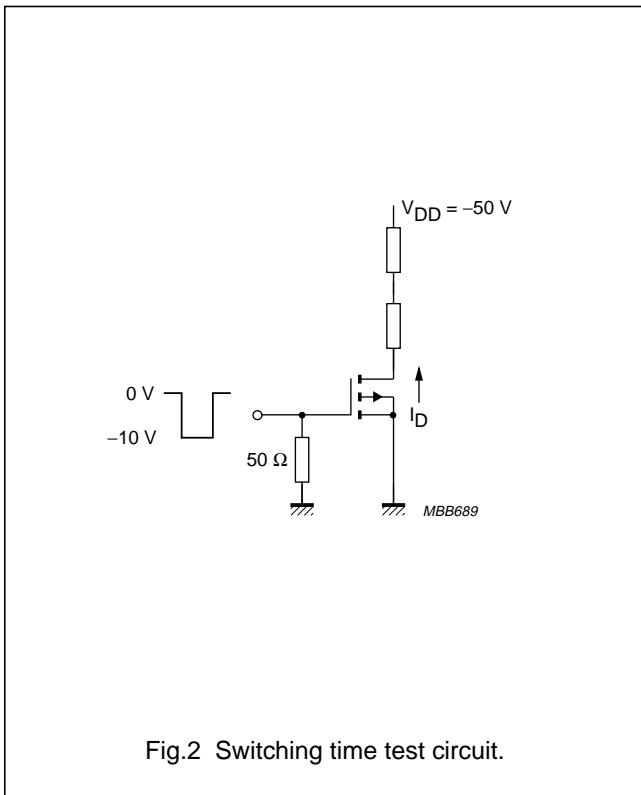 V_DD = −50 V
0 V
−10 V
50 Ω
I_D
MBB689
Fig.2 Switching time test circuit.